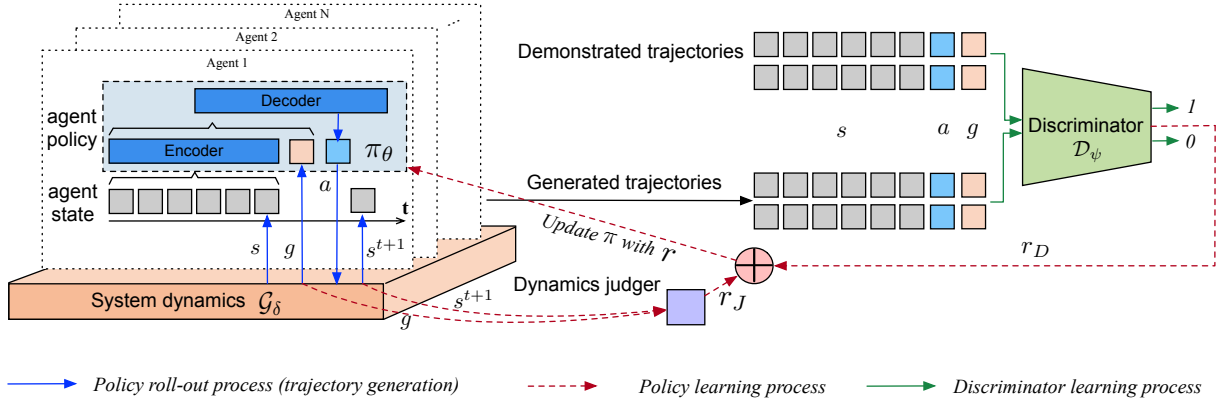 Agent N
Agent 2
Agent 1
Decoder
agent
policy
Encoder
π_θ
a
agent
state
t
s
g
s^{t+1}
System dynamics 𝒢_δ
s^{t+1}
g
Demonstrated trajectories
s
a
g
Generated trajectories
Discriminator
𝒟_ψ
1
0
Update π with r
r_D
Dynamics judger
r_J
Policy roll-out process (trajectory generation)
Policy learning process
Discriminator learning process